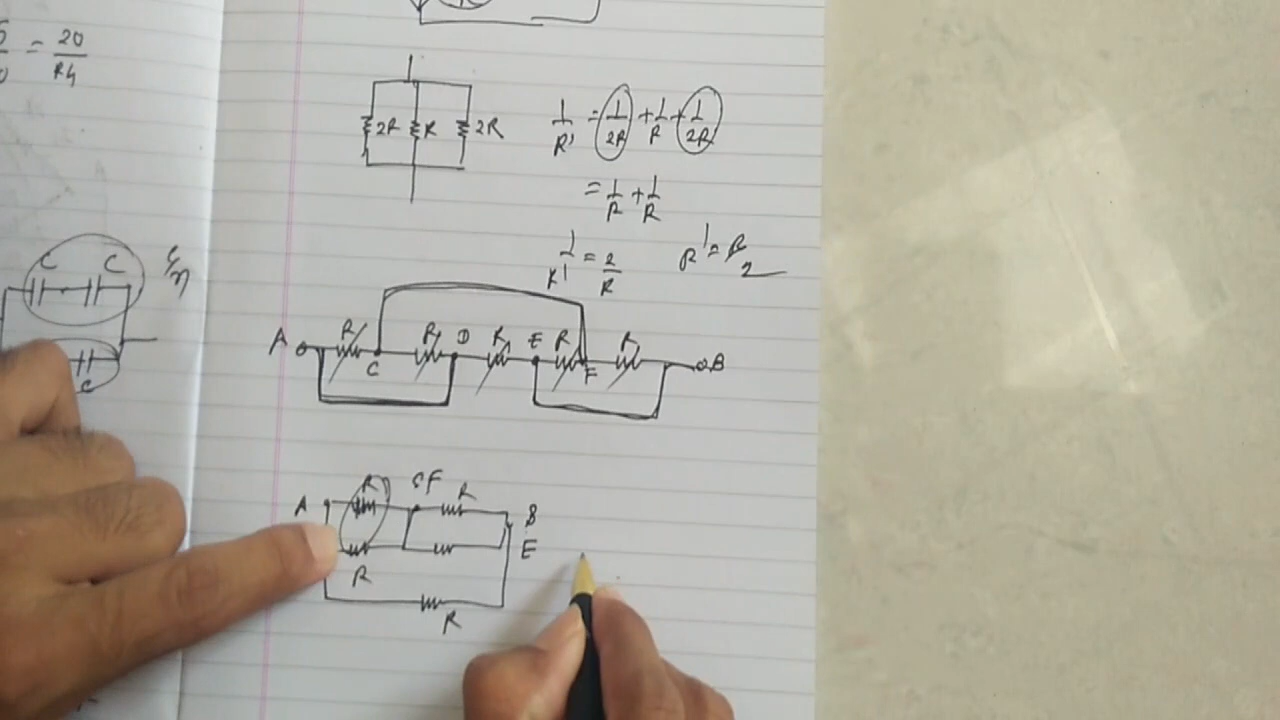 = 20/R4
2R R 2R
1/R' = 1/2R + 1/R + 1/2R
= 1/R + 1/R
1/R' = 2/R R' = R/2
C C
C
A R C R D R E R F R B
A R CF R B
E
R
R